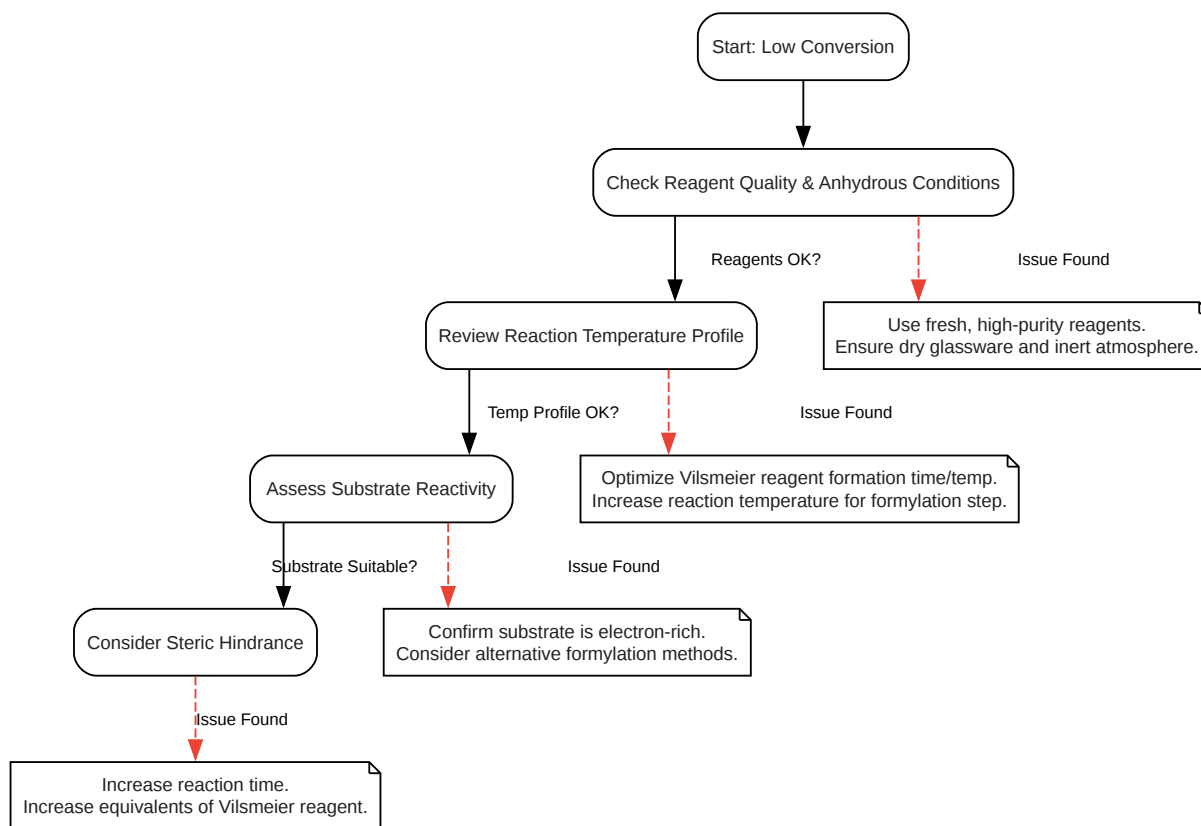 Start: Low Conversion
Check Reagent Quality & Anhydrous Conditions
Reagents OK?
Issue Found
Use fresh, high-purity reagents.
Ensure dry glassware and inert atmosphere.
Review Reaction Temperature Profile
Temp Profile OK?
Issue Found
Optimize Vilsmeier reagent formation time/temp.
Increase reaction temperature for formylation step.
Assess Substrate Reactivity
Substrate Suitable?
Issue Found
Confirm substrate is electron-rich.
Consider alternative formylation methods.
Consider Steric Hindrance
Issue Found
Increase reaction time.
Increase equivalents of Vilsmeier reagent.